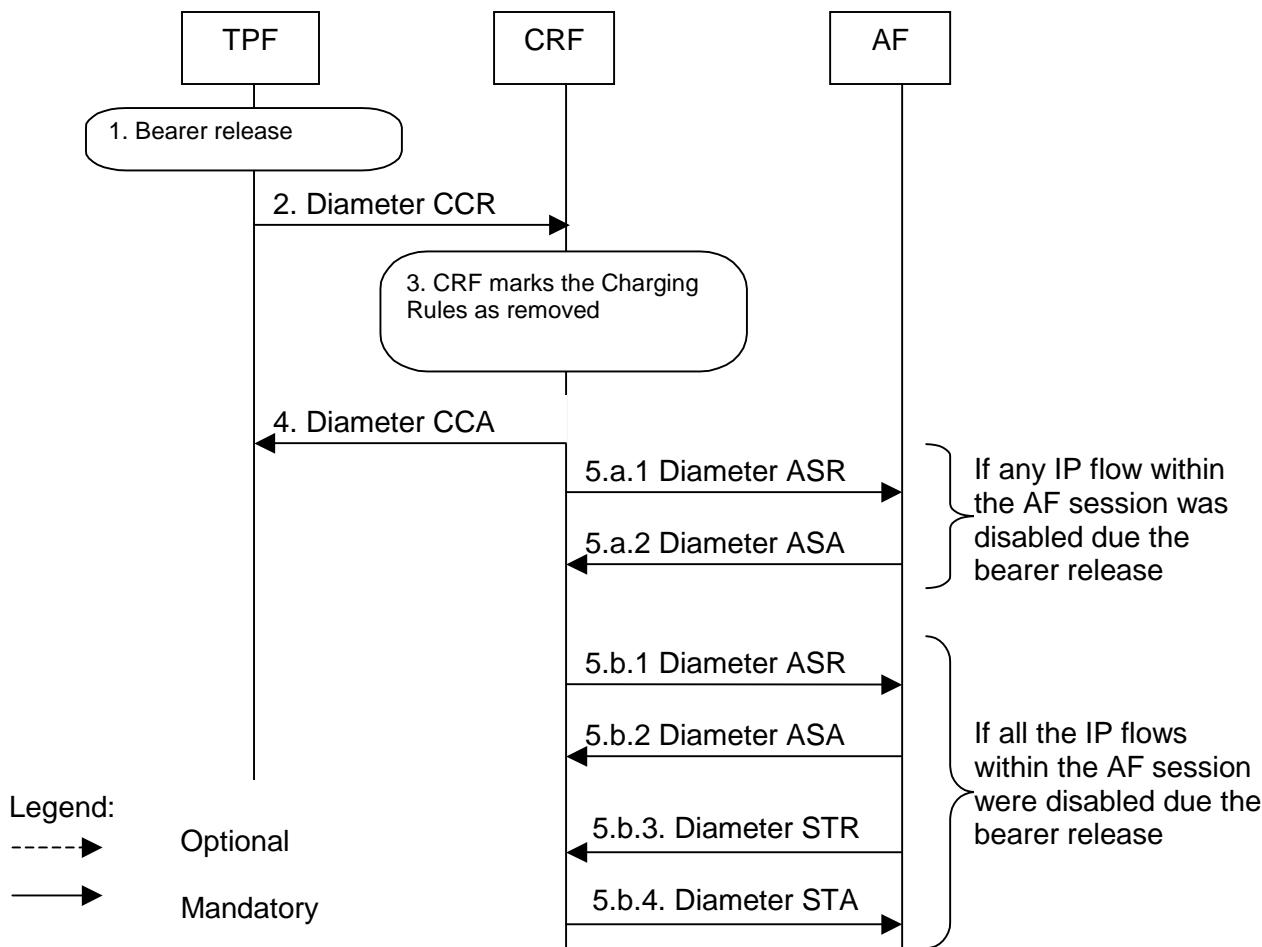 TPF
CRF
AF
1. Bearer release
2. Diameter CCR
3. CRF marks the Charging
Rules as removed
4. Diameter CCA
5.a.1 Diameter ASR
5.a.2 Diameter ASA
If any IP flow within
the AF session was
disabled due the
bearer release
5.b.1 Diameter ASR
5.b.2 Diameter ASA
5.b.3. Diameter STR
5.b.4. Diameter STA
If all the IP flows
within the AF session
were disabled due the
bearer release
Legend:
Optional
Mandatory